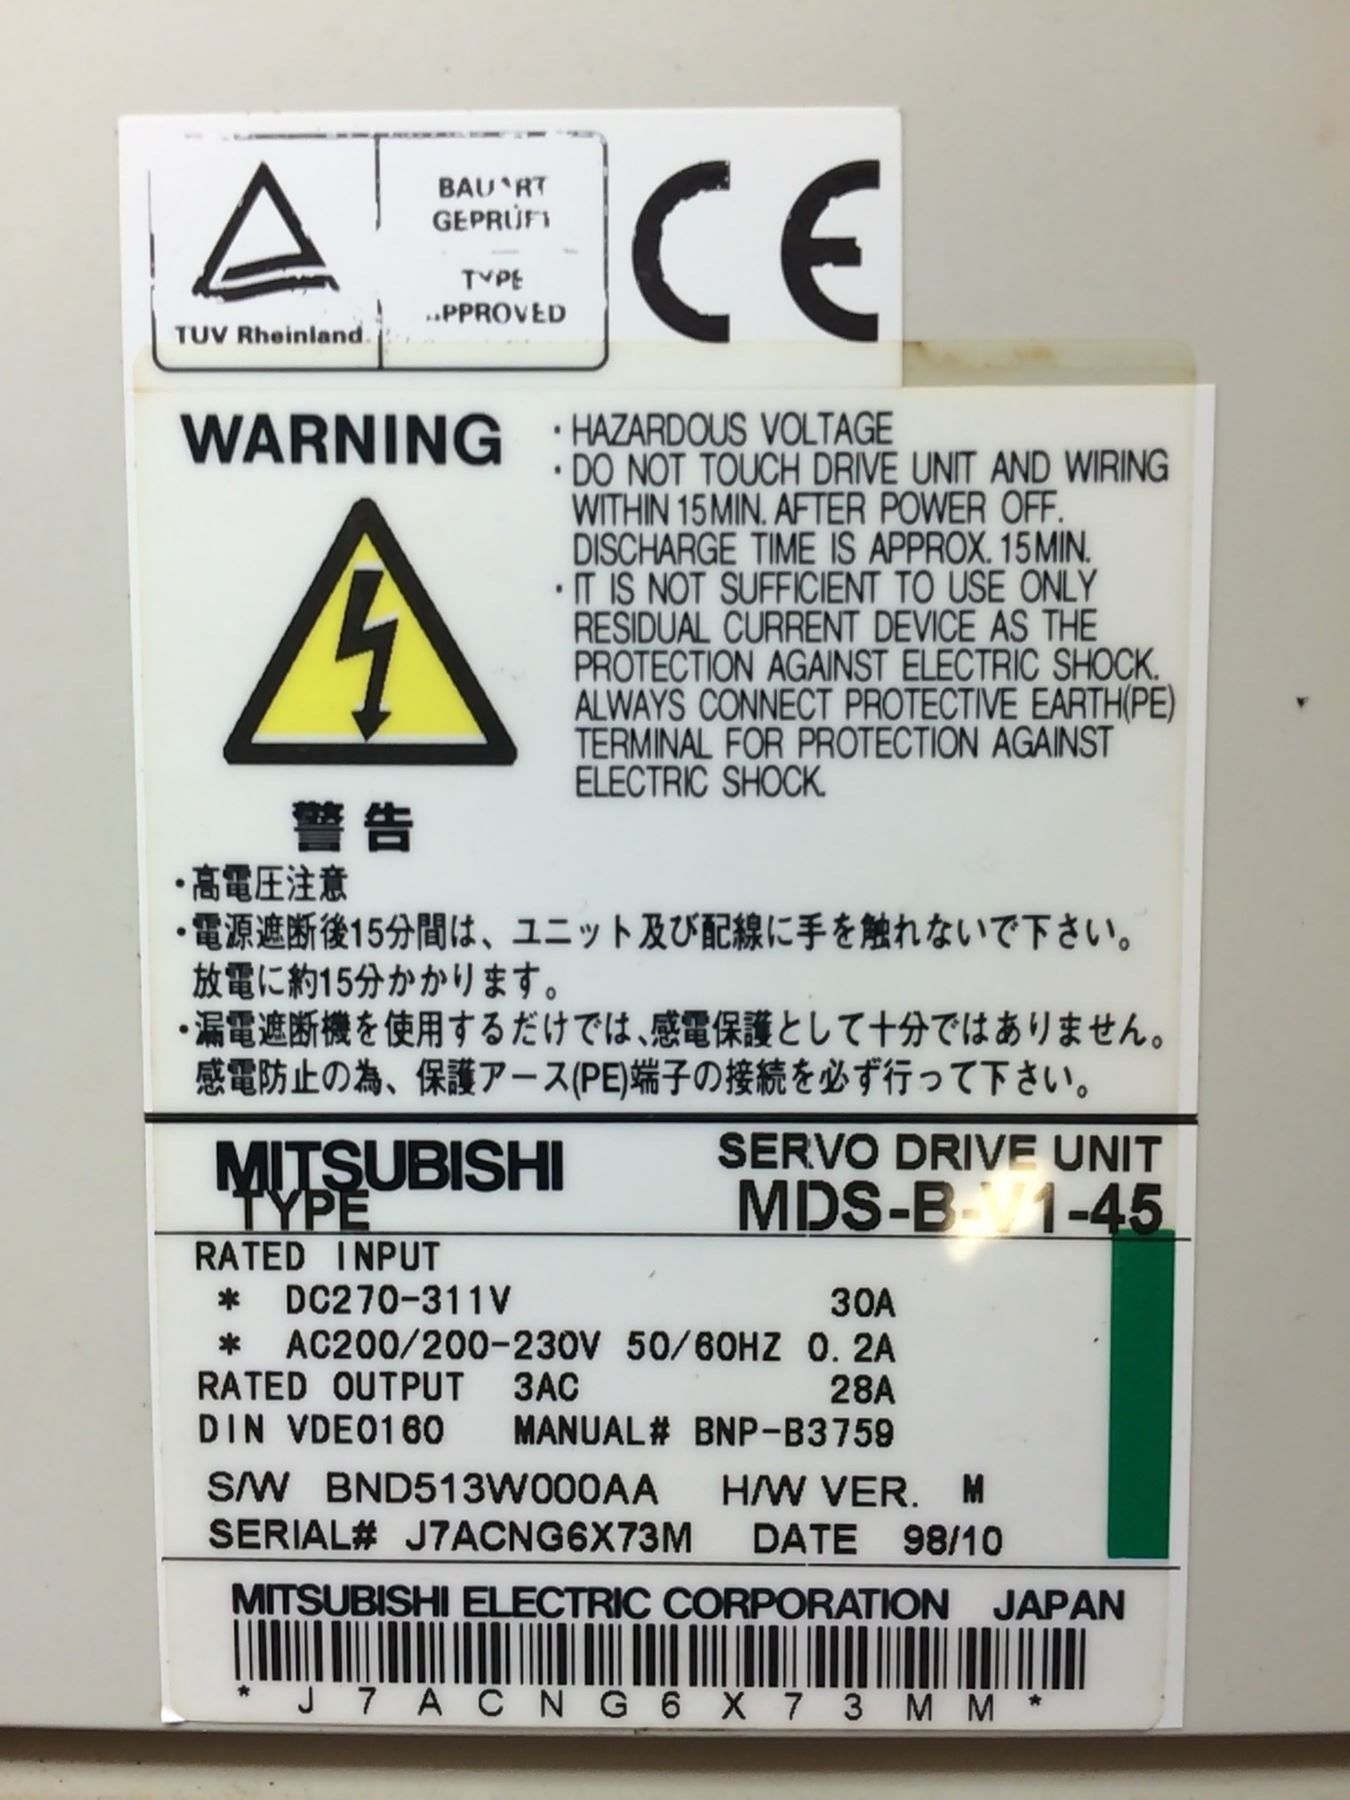 TUV Rheinland
GEPRÜFT
TYPE
CE
WARNING
・HAZARDOUS VOLTAGE
・DO NOT TOUCH DRIVE UNIT AND WIRING
WITHIN 15MIN. AFTER POWER OFF.
DISCHARGE TIME IS APPROX. 15MIN.
・IT IS NOT SUFFICIENT TO USE ONLY
RESIDUAL CURRENT DEVICE AS THE
PROTECTION AGAINST ELECTRIC SHOCK.
ALWAYS CONNECT PROTECTIVE EARTH(PE)
TERMINAL FOR PROTECTION AGAINST
ELECTRIC SHOCK.
警告
・高電圧注意
・電源遮断後15分間は、ユニット及び配線に手を触れないで下さい。
放電に約15分かかります。
・漏電遮断機を使用するだけでは、感電保護として十分ではありません。
感電防止の為、保護アース(PE)端子の接続を必ず行って下さい。
MITSUBISHI SERVO DRIVE UNIT
TYPE MDS-B-V1-45
RATED INPUT
* DC270-311V 30A
* AC200/200-230V 50/60HZ 0.2A
RATED OUTPUT 3AC 28A
DIN VDE0160 MANUAL# BNP-B3759
S/W BND513W000AA H/W VER. M
SERIAL# J7ACNG6X73M DATE 98/10
MITSUBISHI ELECTRIC CORPORATION JAPAN
*J7ACNG6X73MM*